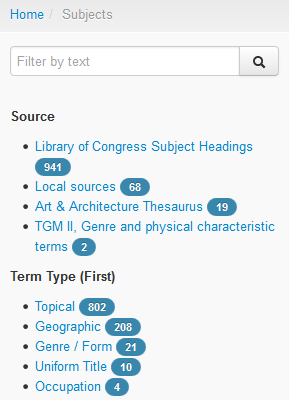 Home / Subjects
Filter by text
Source
Library of Congress Subject Headings
941
Local sources 68
Art & Architecture Thesaurus 19
TGM II, Genre and physical characteristic
terms 2
Term Type (First)
Topical 802
Geographic 208
Genre / Form 21
Uniform Title 10
Occupation 4